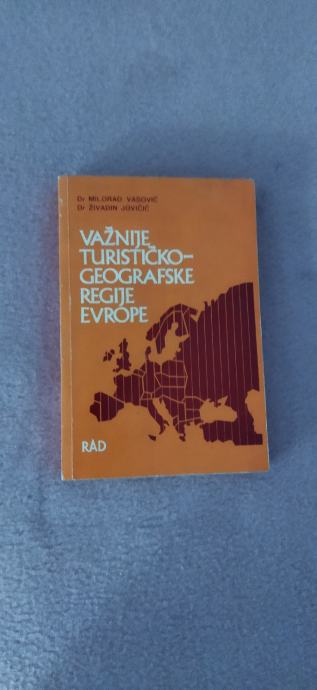 Dr MILORAD VASOVIĆ
Dr ŽIVADIN JOVIČIĆ
VAŽNIJE
TURISTIČKO-
GEOGRAFSKE
REGIJE
EVROPE
RAD